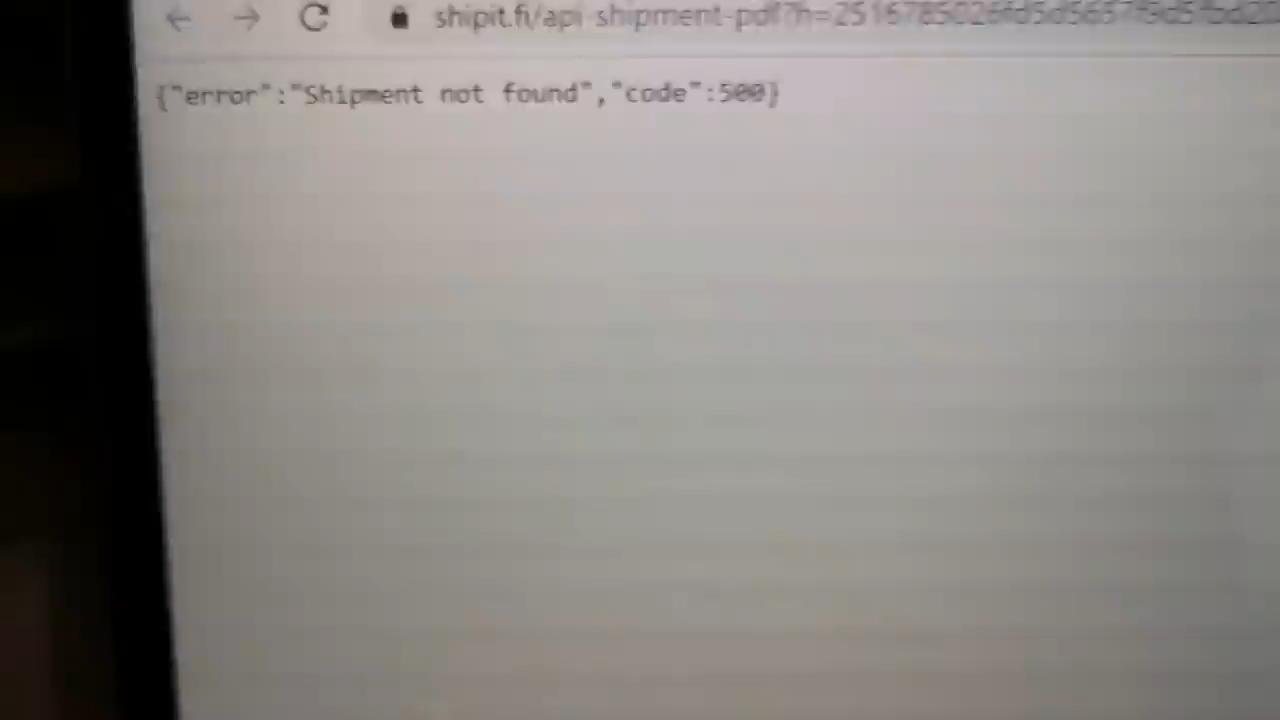 shipit.fi/api-shipment-pdf?h=
{"error":"Shipment not found","code":500}